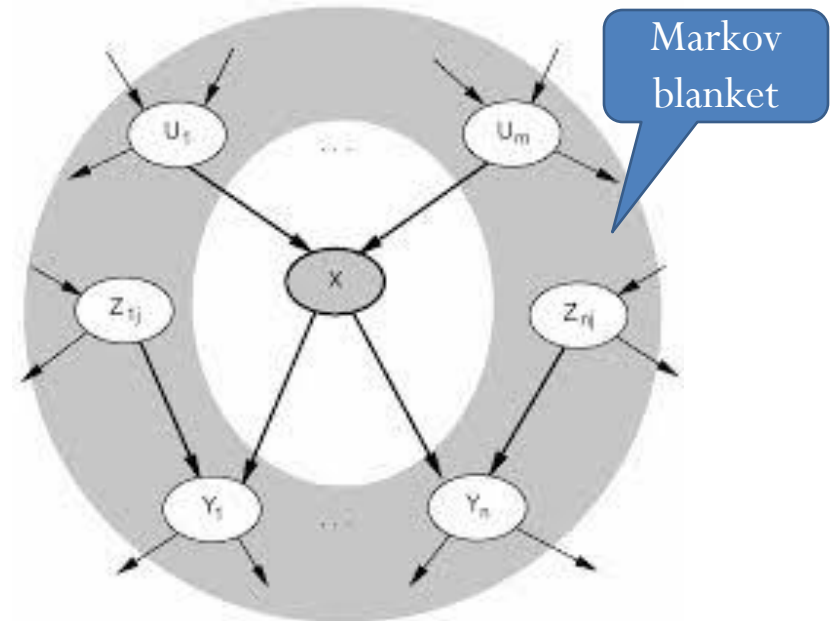 Markov
blanket
U1
. . .
Um
X
Z1j
Znj
Y1
. . .
Yn